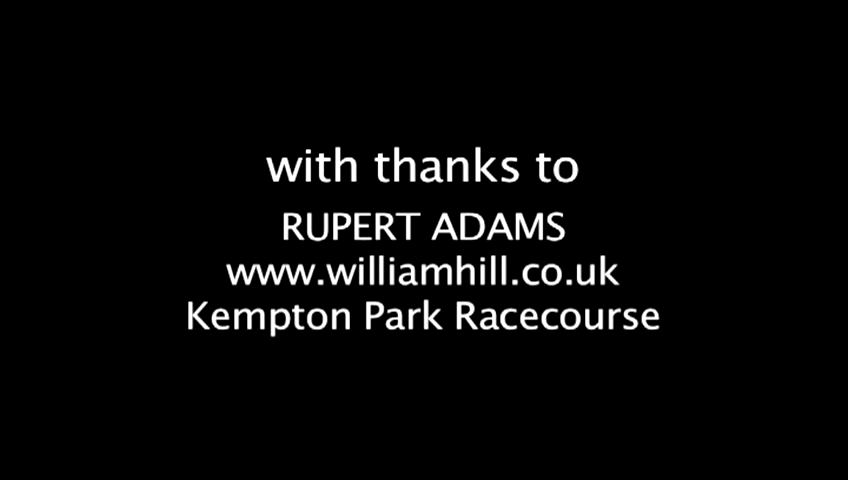 with thanks to
RUPERT ADAMS
www.williamhill.co.uk
Kempton Park Racecourse